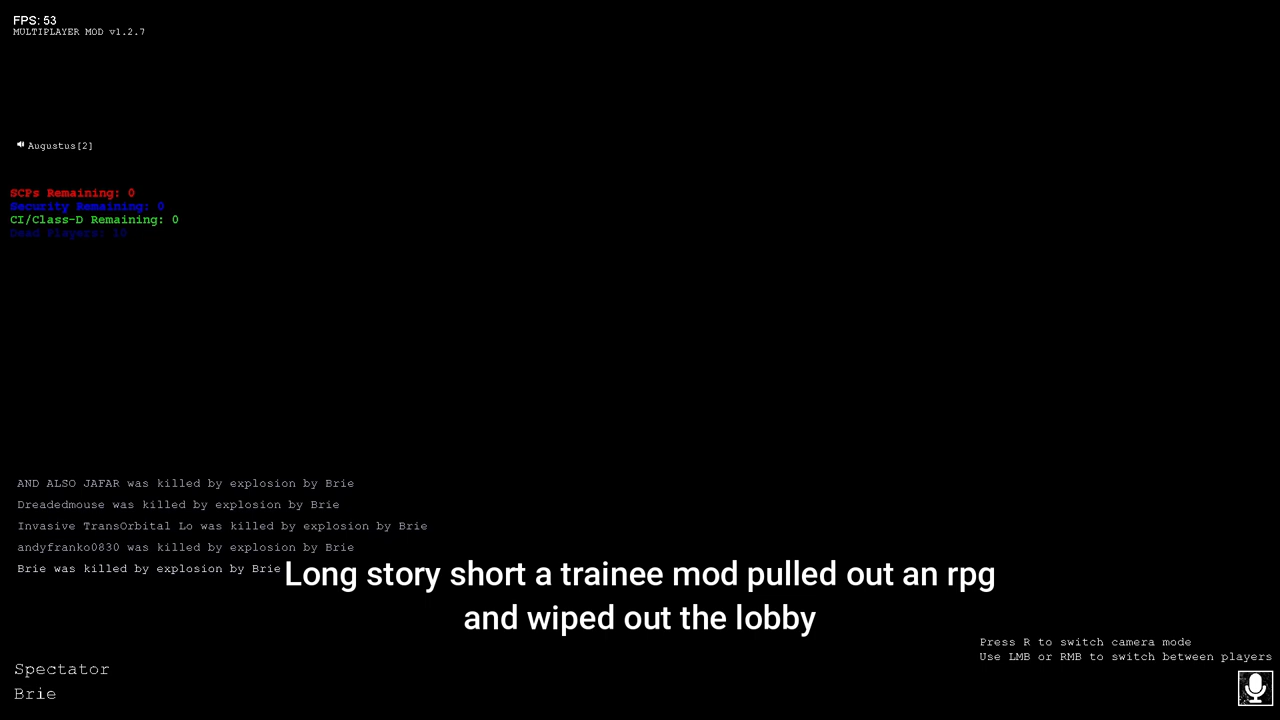 FPS: 53
MULTIPLAYER MOD v1.2.7
Augustus[2]
SCPs Remaining: 0
Security Remaining: 0
CI/Class-D Remaining: 0
Dead Players: 10
AND ALSO JAFAR was killed by explosion by Brie
Dreadedmouse was killed by explosion by Brie
Invasive TransOrbital Lo was killed by explosion by Brie
andyfranko0830 was killed by explosion by Brie
Brie was killed by explosion by Brie
Long story short a trainee mod pulled out an rpg
and wiped out the lobby
Press R to switch camera mode
Use LMB or RMB to switch between players
Spectator
Brie